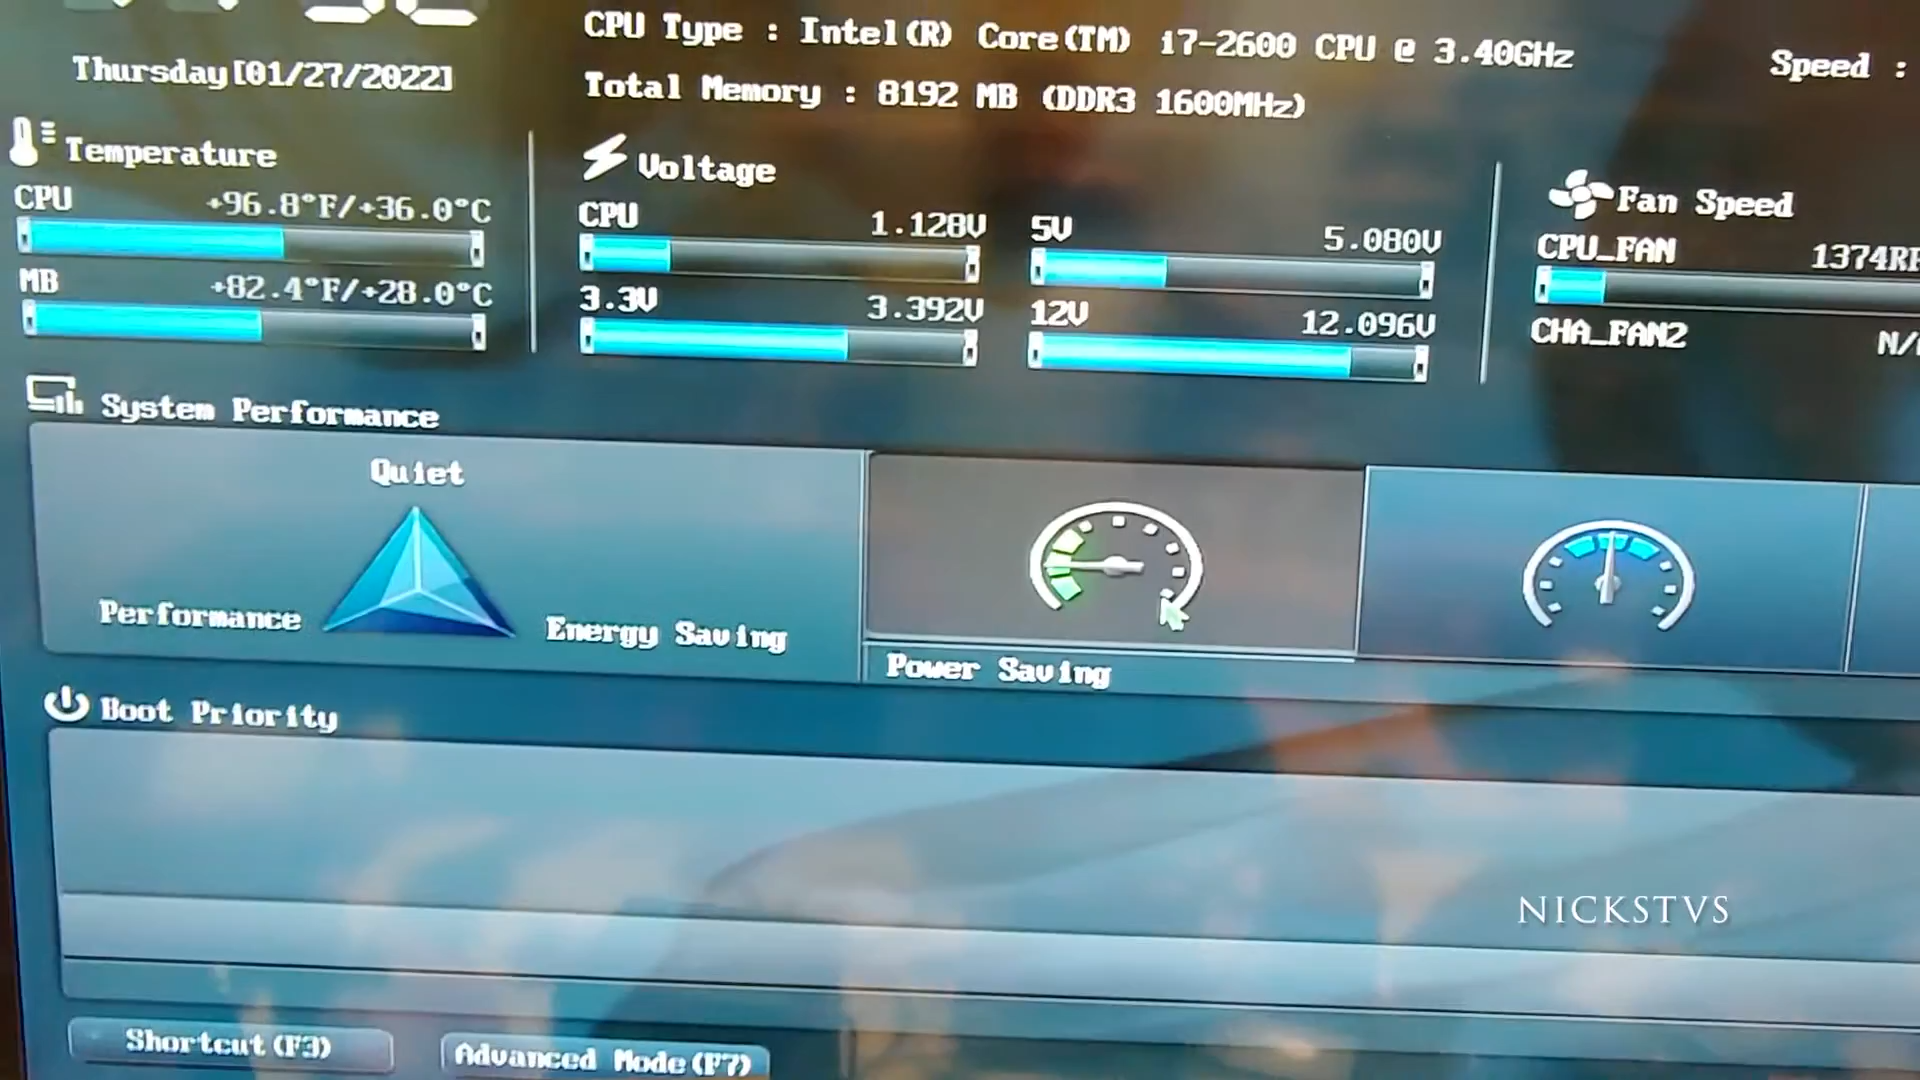 CPU Type : Intel(R) Core(TM) i7-2600 CPU @ 3.40GHz
Speed :
Thursday[01/27/2022]
Total Memory : 8192 MB (DDR3 1600MHz)
Temperature
CPU +96.8°F/+36.0°C
MB +82.4°F/+28.0°C
Voltage
CPU 1.128V 5V 5.080V
3.3V 3.392V 12V 12.096V
Fan Speed
CPU_FAN 1374RP
CHA_FAN2 N/
System Performance
Quiet
Performance
Energy Saving
Power Saving
Boot Priority
NICKSTVS
Shortcut(F3)
Advanced Mode(F7)